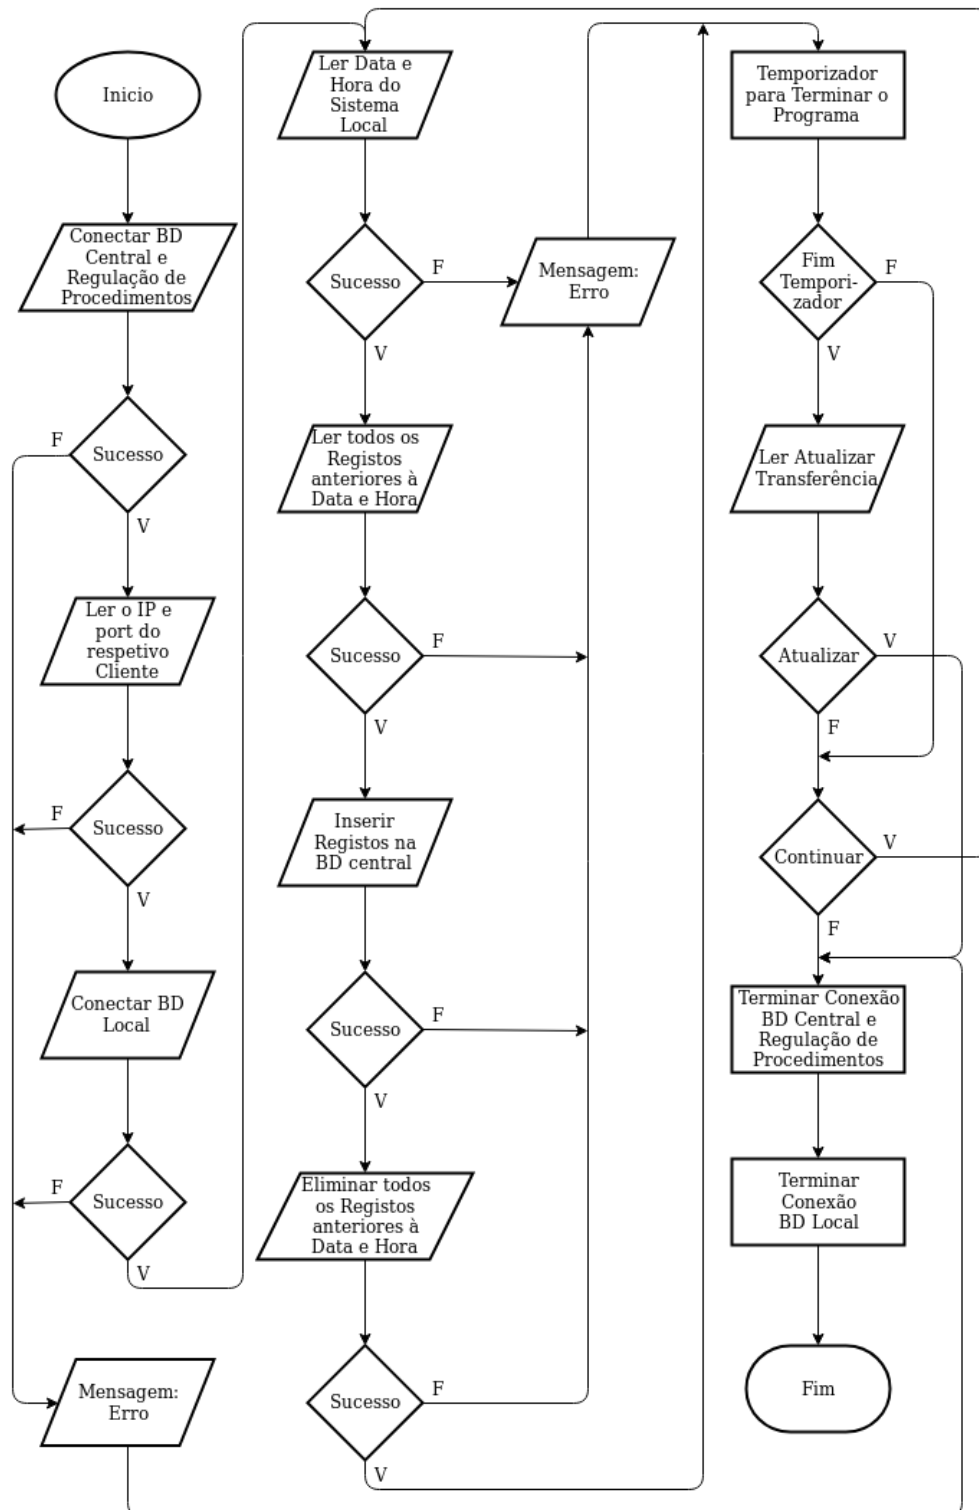 Inicio
Conectar BD
Central e
Regulação de
Procedimentos
Sucesso
F
V
Ler o IP e
port do
respetivo
Cliente
Sucesso
F
V
Conectar BD
Local
Sucesso
F
V
Mensagem:
Erro
Ler Data e
Hora do
Sistema
Local
Sucesso
F
V
Mensagem:
Erro
Ler todos os
Registos
anteriores à
Data e Hora
Sucesso
F
V
Inserir
Registos na
BD central
Sucesso
F
V
Eliminar todos
os Registos
anteriores à
Data e Hora
Sucesso
F
V
Temporizador
para Terminar o
Programa
Fim
Tempori-
zador
F
V
Ler Atualizar
Transferência
Atualizar
V
F
Continuar
V
F
Terminar Conexão
BD Central e
Regulação de
Procedimentos
Terminar
Conexão
BD Local
Fim